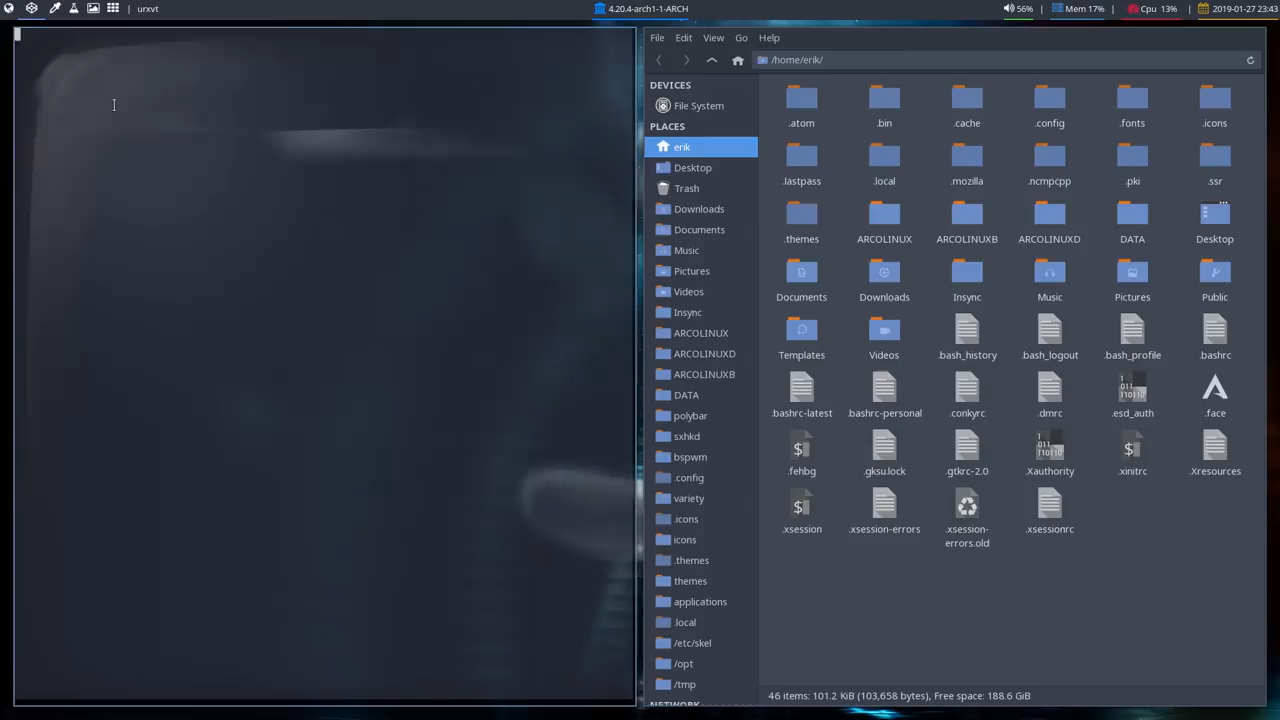 urxvt 4.20.4-arch1-1-ARCH 56% Mem 17% Cpu 13% 2019-01-27 23:43
File Edit View Go Help
/home/erik/
DEVICES
File System
PLACES
erik
Desktop
Trash
Downloads
Documents
Music
Pictures
Videos
Insync
ARCOLINUX
ARCOLINUXD
ARCOLINUXB
DATA
polybar
sxhkd
bspwm
.config
variety
.icons
icons
.themes
themes
applications
.local
/etc/skel
/opt
/tmp
.atom .bin .cache .config .fonts .icons
.lastpass .local .mozilla .ncmpcpp .pki .ssr
.themes ARCOLINUX ARCOLINUXB ARCOLINUXD DATA Desktop
Documents Downloads Insync Music Pictures Public
Templates Videos .bash_history .bash_logout .bash_profile .bashrc
.bashrc-latest .bashrc-personal .conkyrc .dmrc .esd_auth .face
.fehbg .gksu.lock .gtkrc-2.0 .Xauthority .xinitrc .Xresources
.xsession .xsession-errors .xsession-errors.old .xsessionrc
46 items: 101.2 KiB (103,658 bytes), Free space: 188.6 GiB